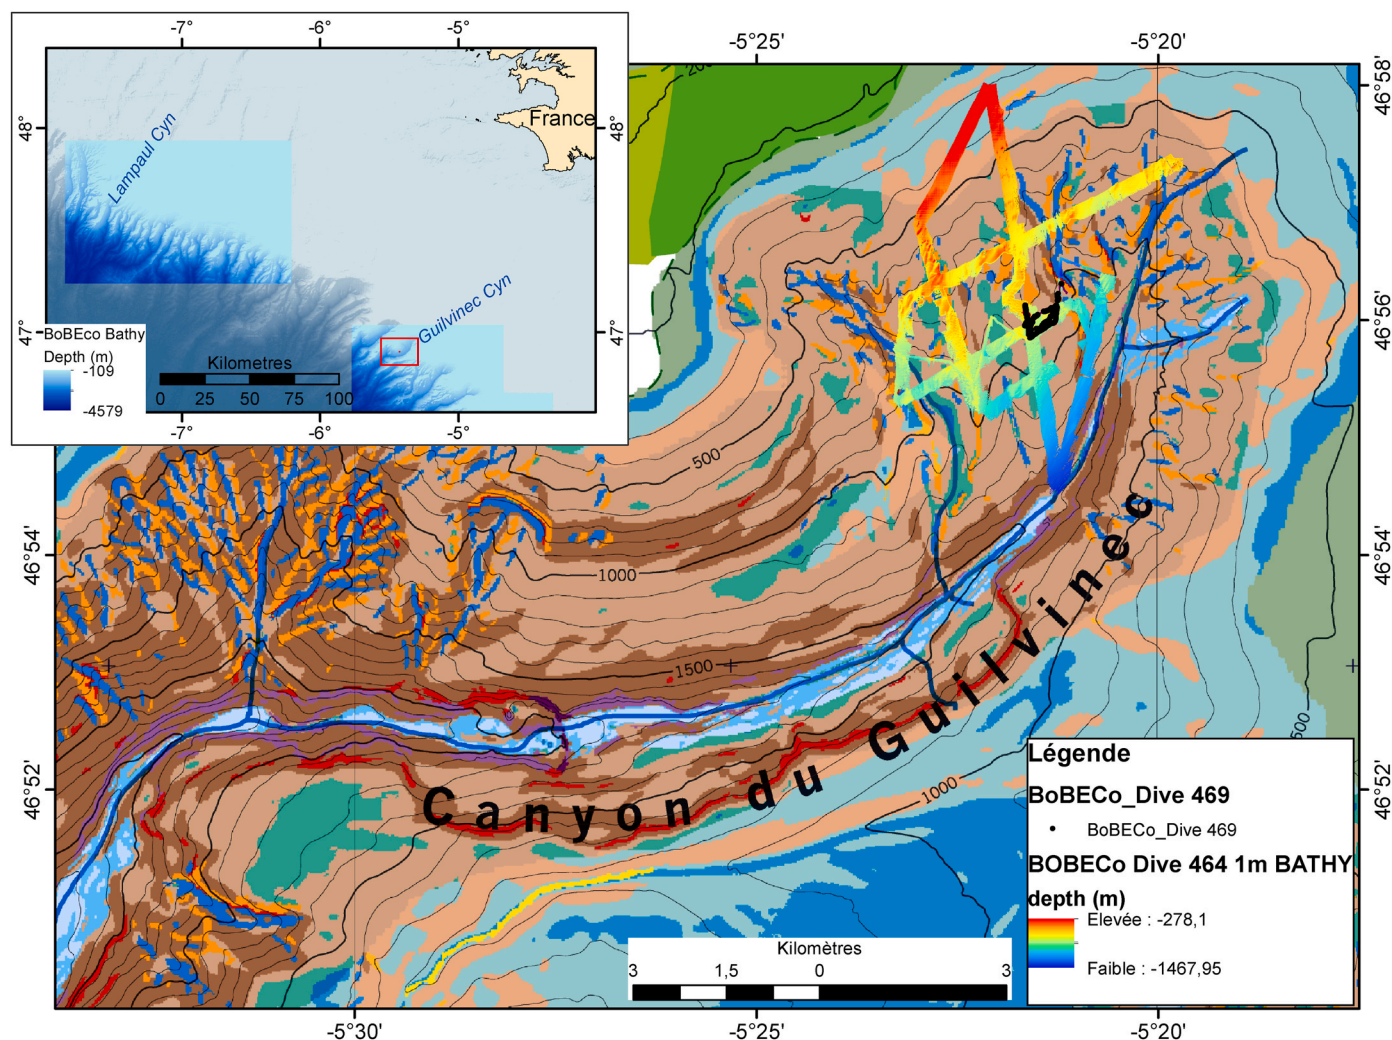 -7° -6° -5°
-5°25' -5°20'
48° 48°
France
Lampaul Cyn
Guilvinec Cyn
47° 47°
BoBEco Bathy
Depth (m)
-109
-4579
Kilometres
0 25 50 75 100
-7° -6° -5°
46°58'
46°56'
46°54' 46°54'
46°52' 46°52'
500
1000
1500
1000
Canyon du Guilvinec
Légende
BoBECo_Dive 469
BoBECo_Dive 469
BOBECo Dive 464 1m BATHY
depth (m)
Elevée : -278,1
Faible : -1467,95
Kilomètres
3 1,5 0 3
-5°30' -5°25' -5°20'